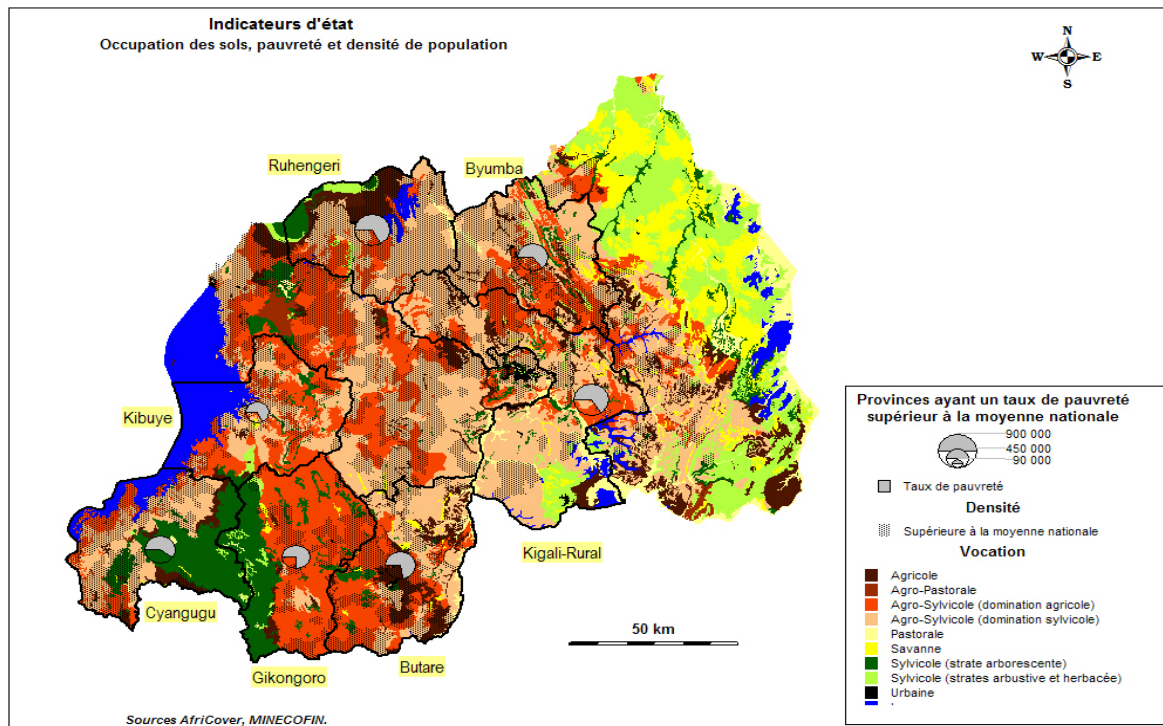 Indicateurs d'état
Occupation des sols, pauvreté et densité de population
N
W E
S
Ruhengeri
Byumba
Kibuye
Kigali-Rural
Cyangugu
Gikongoro
Butare
50 km
Provinces ayant un taux de pauvreté
supérieur à la moyenne nationale
900 000
450 000
90 000
Taux de pauvreté
Densité
Supérieure à la moyenne nationale
Vocation
Agricole
Agro-Pastorale
Agro-Sylvicole (domination agricole)
Agro-Sylvicole (domination sylvicole)
Pastorale
Savanne
Sylvicole (strate arborescente)
Sylvicole (strates arbustive et herbacée)
Urbaine
Sources AfriCover, MINECOFIN.